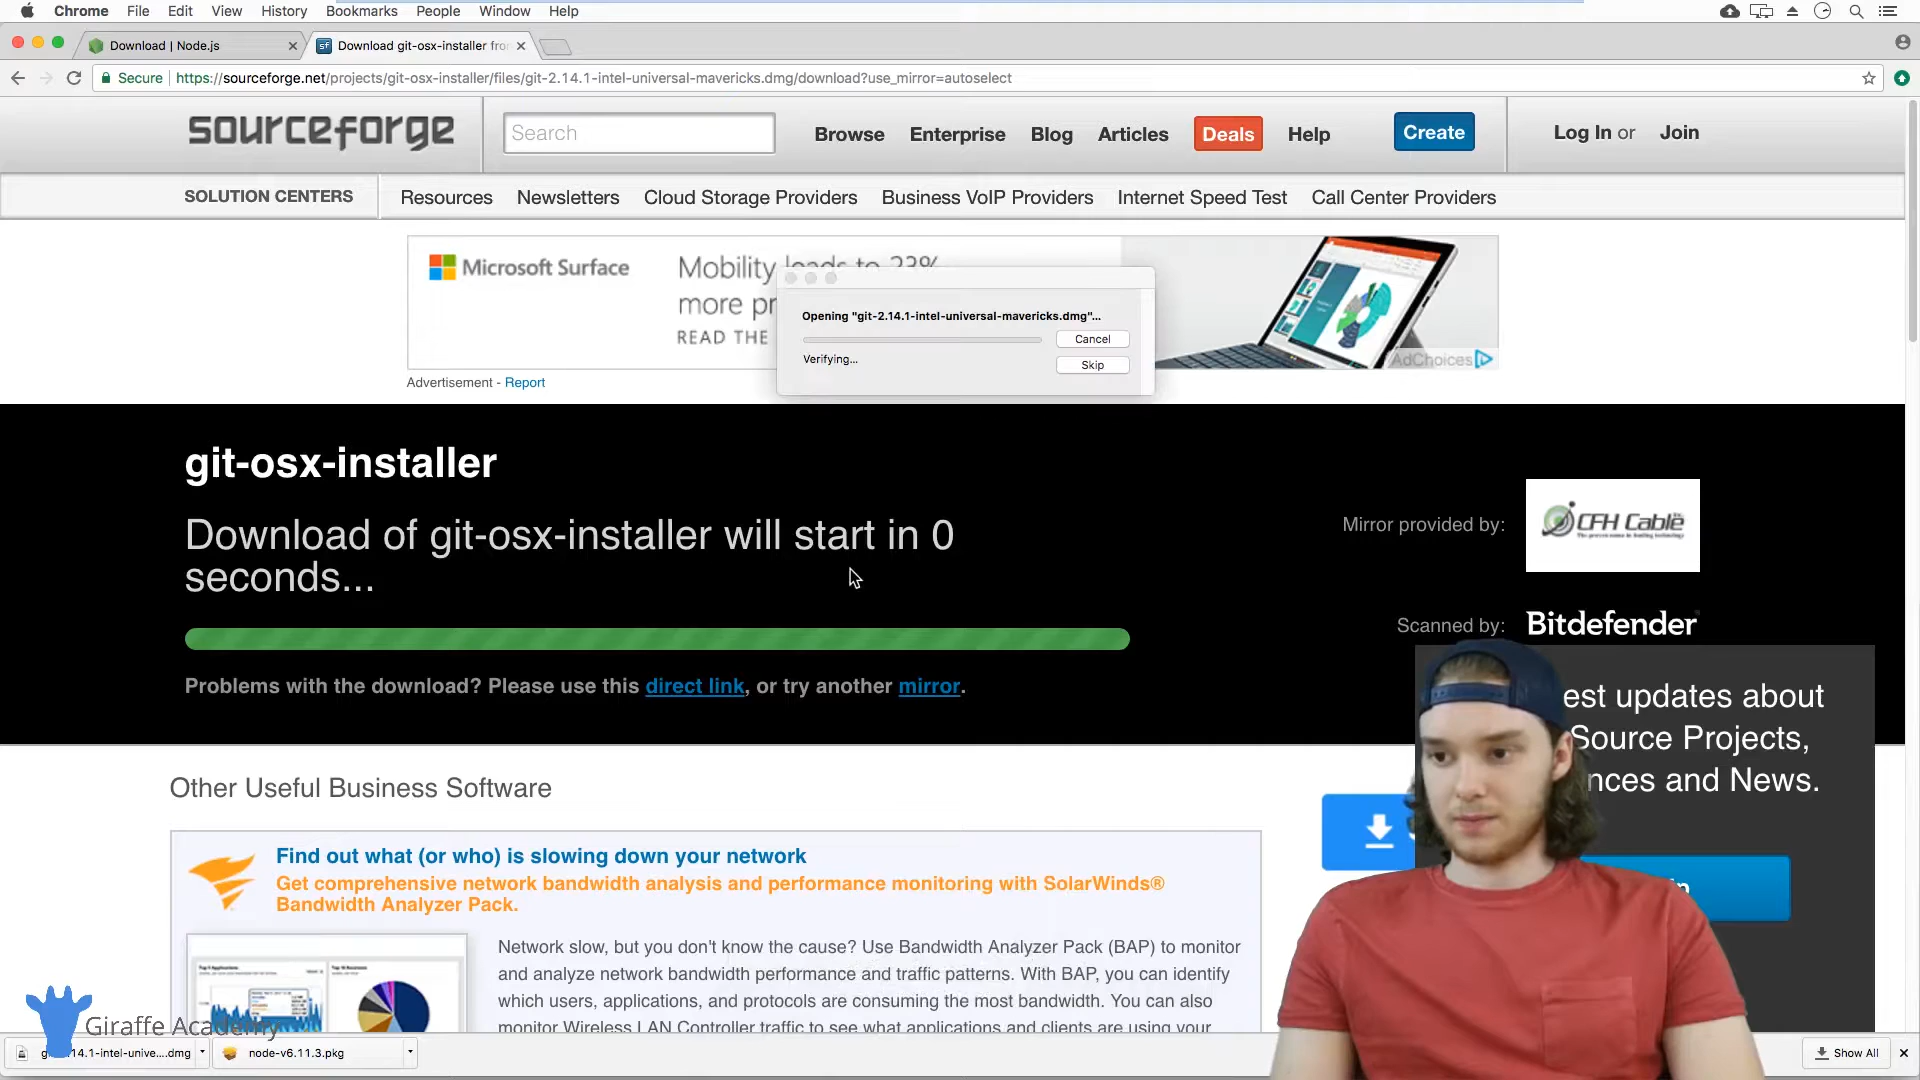 Chrome File Edit View History Bookmarks People Window Help
Download | Node.js
Download git-osx-installer fro
Secure https://sourceforge.net/projects/git-osx-installer/files/git-2.14.1-intel-universal-mavericks.dmg/download?use_mirror=autoselect
sourceforge
Search
Browse Enterprise Blog Articles Deals Help
Create
Log In or Join
SOLUTION CENTERS
Resources Newsletters Cloud Storage Providers Business VoIP Providers Internet Speed Test Call Center Providers
Microsoft Surface
Mobility leads to 23%
more
READ THE
AdChoices
Opening "git-2.14.1-intel-universal-mavericks.dmg"...
Cancel
Verifying...
Skip
Advertisement - Report
git-osx-installer
Download of git-osx-installer will start in 0
seconds...
Mirror provided by:
CFH Cable
Scanned by:
Bitdefender
Problems with the download? Please use this direct link, or try another mirror.
est updates about
Source Projects,
nces and News.
Other Useful Business Software
Find out what (or who) is slowing down your network
Get comprehensive network bandwidth analysis and performance monitoring with SolarWinds®
Bandwidth Analyzer Pack.
Network slow, but you don't know the cause? Use Bandwidth Analyzer Pack (BAP) to monitor
and analyze network bandwidth performance and traffic patterns. With BAP, you can identify
which users, applications, and protocols are consuming the most bandwidth. You can also
monitor Wireless LAN Controller traffic to see what applications and clients are using your
Giraffe Academy
14.1-intel-unive....dmg
node-v6.11.3.pkg
Show All